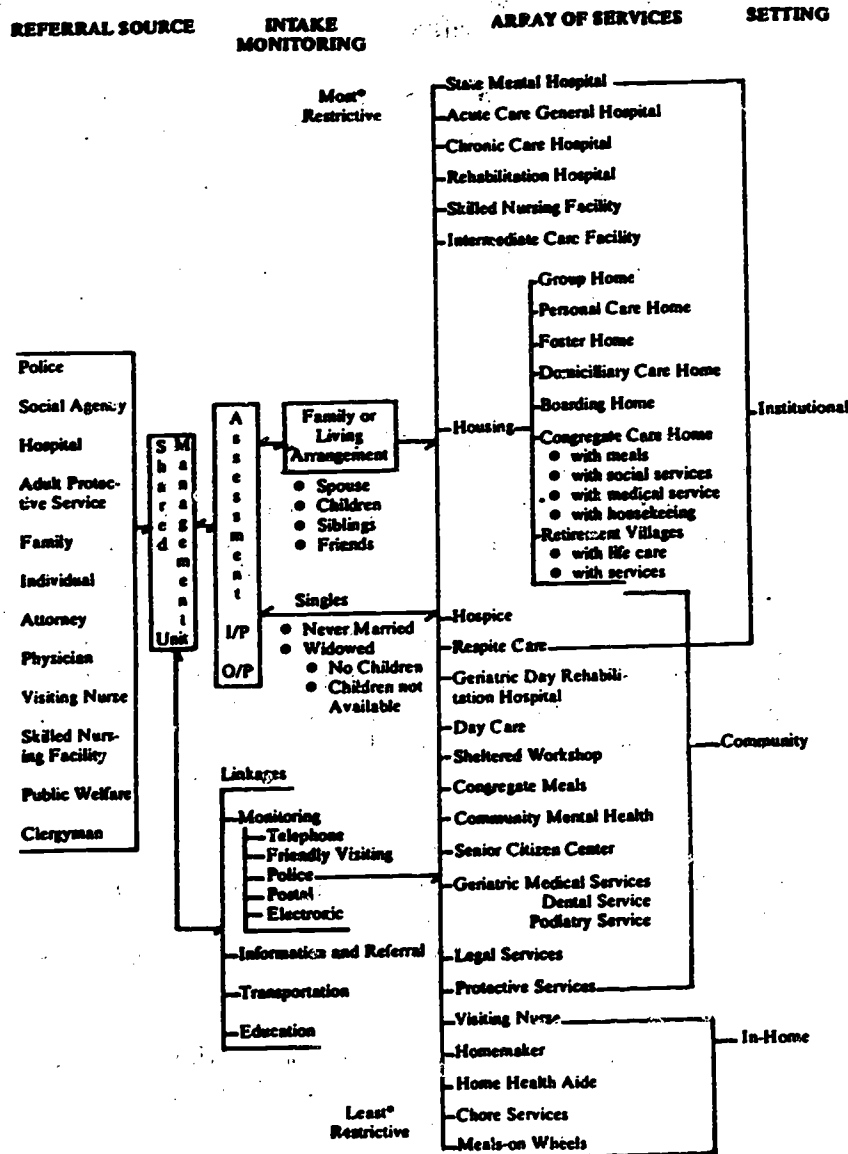 REFERRAL SOURCE
INTAKE
MONITORING
ARRAY OF SERVICES
SETTING
Most*
Restrictive
State Mental Hospital
Acute Care General Hospital
Chronic Care Hospital
Rehabilitation Hospital
Skilled Nursing Facility
Intermediate Care Facility
Group Home
Personal Care Home
Foster Home
Domicilliary Care Home
Boarding Home
Housing
Congregate Care Home
● with meals
● with social services
● with medical service
● with housekeeing
Retirement Villages
● with life care
● with services
Institutional
Police
Social Agency
Hospital
Adult Protec-
tive Service
Family
Individual
Attorney
Physician
Visiting Nurse
Skilled Nurs-
ing Facility
Public Welfare
Clergyman
Shared
Management
Unit
Assessment
I/P
O/P
Family or
Living
Arrangement
● Spouse
● Children
● Siblings
● Friends
Singles
● Never Married
● Widowed
● No Children
● Children not
Available
Hospice
Respite Care
Geriatric Day Rehabili-
tation Hospital
Day Care
Sheltered Workshop
Congregate Meals
Community Mental Health
Senior Citizen Center
Geriatric Medical Services
Dental Service
Podiatry Service
Legal Services
Protective Services
Community
Linkages
Monitoring
Telephone
Friendly Visiting
Police
Postal
Electronic
Information and Referral
Transportation
Education
Visiting Nurse
Homemaker
Home Health Aide
Chore Services
Meals-on Wheels
In-Home
Least*
Restrictive